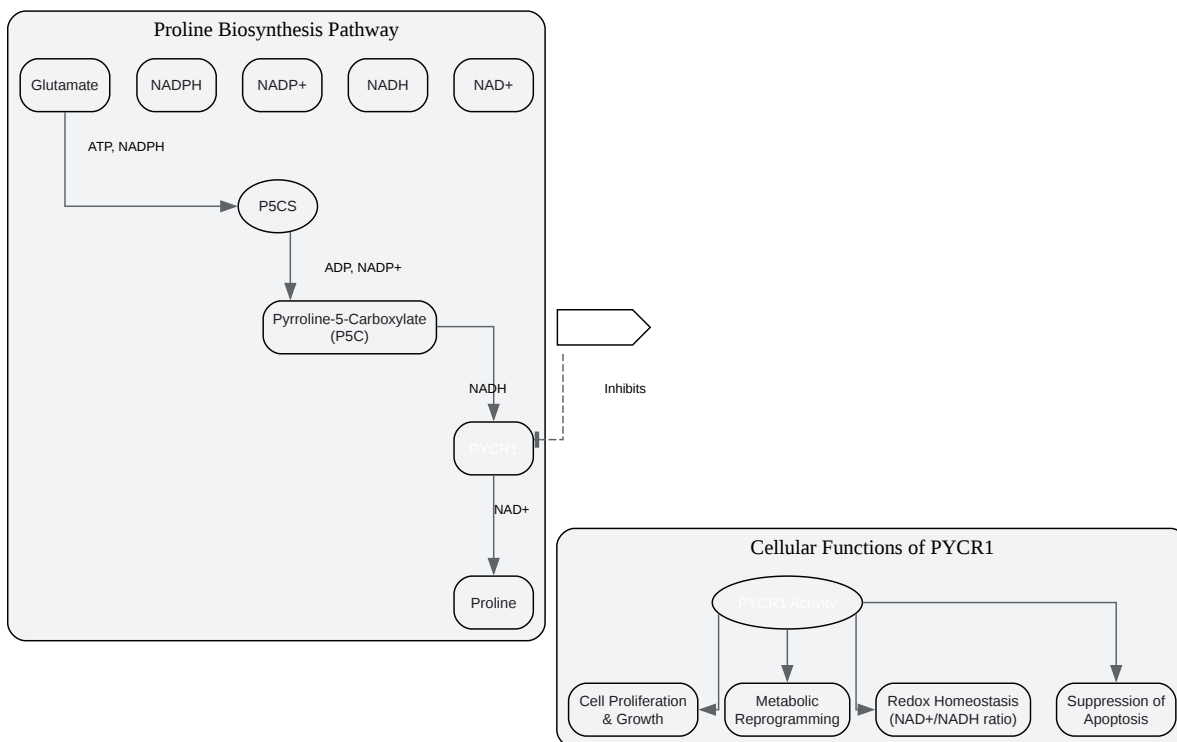 Proline Biosynthesis Pathway
Glutamate
NADPH
NADP+
NADH
NAD+
ATP, NADPH
P5CS
ADP, NADP+
Pyrroline-5-Carboxylate
(P5C)
NADH
Inhibits
PYCR1
NAD+
Proline
Cellular Functions of PYCR1
PYCR1 Activity
Cell Proliferation
& Growth
Metabolic
Reprogramming
Redox Homeostasis
(NAD+/NADH ratio)
Suppression of
Apoptosis